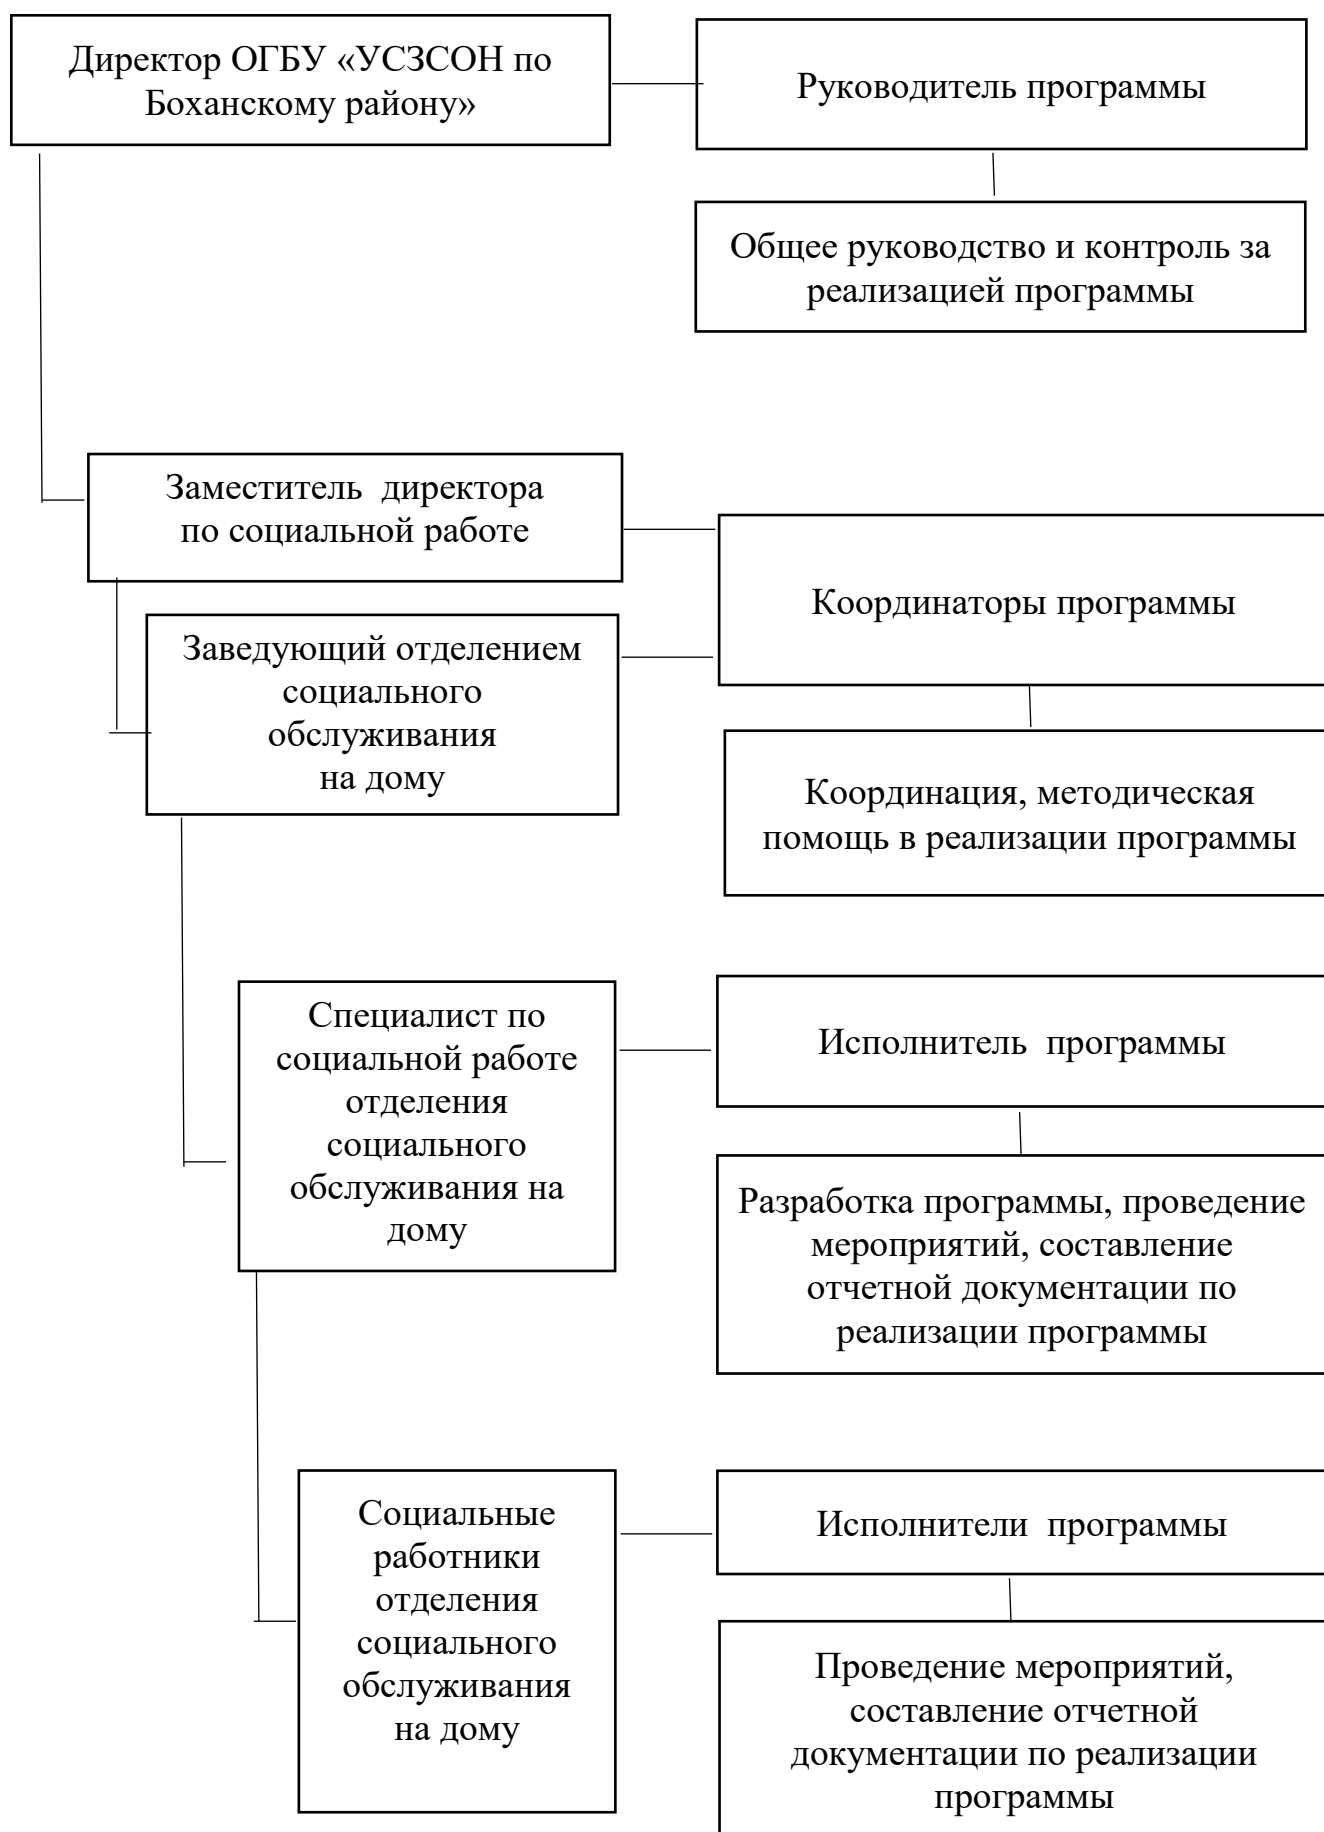 Директор ОГБУ «УСЗСОН по
Боханскому району»
Руководитель программы
Общее руководство и контроль за
реализацией программы
Заместитель  директора
по социальной работе
Координаторы программы
Заведующий отделением
социального
обслуживания
на дому
Координация, методическая
помощь в реализации программы
Специалист по
социальной работе
отделения
социального
обслуживания на
дому
Исполнитель  программы
Разработка программы, проведение
мероприятий, составление
отчетной документации по
реализации программы
Социальные
работники
отделения
социального
обслуживания
на дому
Исполнители  программы
Проведение мероприятий,
составление отчетной
документации по реализации
программы